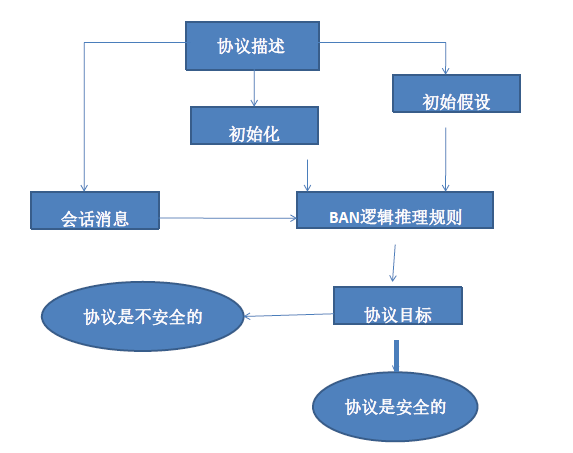 协议描述
初始假设
初始化
会话消息
BAN逻辑推理规则
协议是不安全的
协议目标
协议是安全的